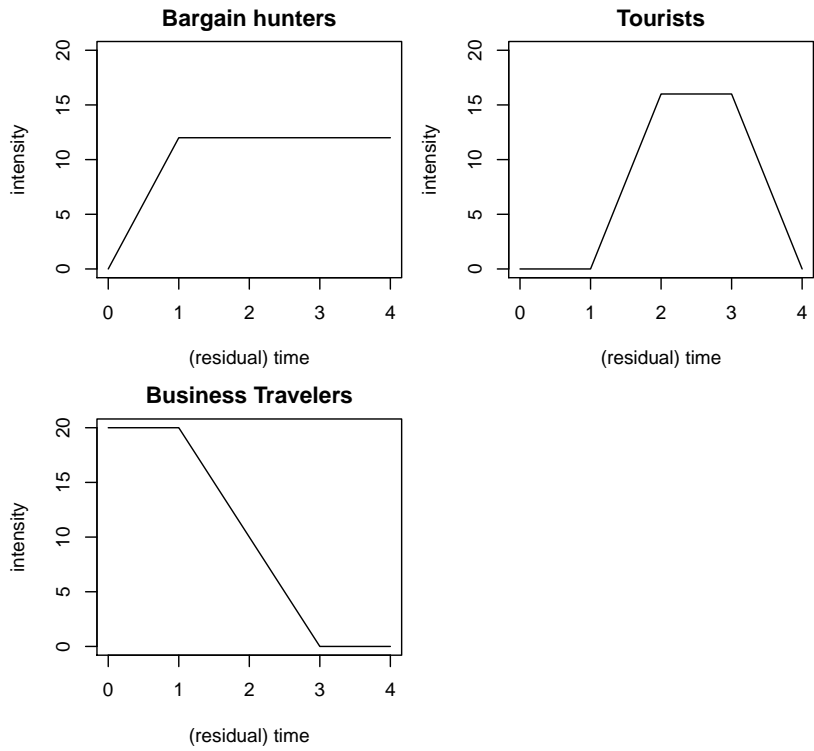 Bargain hunters
intensity
20
15
10
5
0
0 1 2 3 4
(residual) time
Tourists
intensity
20
15
10
5
0
0 1 2 3 4
(residual) time
Business Travelers
intensity
20
15
10
5
0
0 1 2 3 4
(residual) time